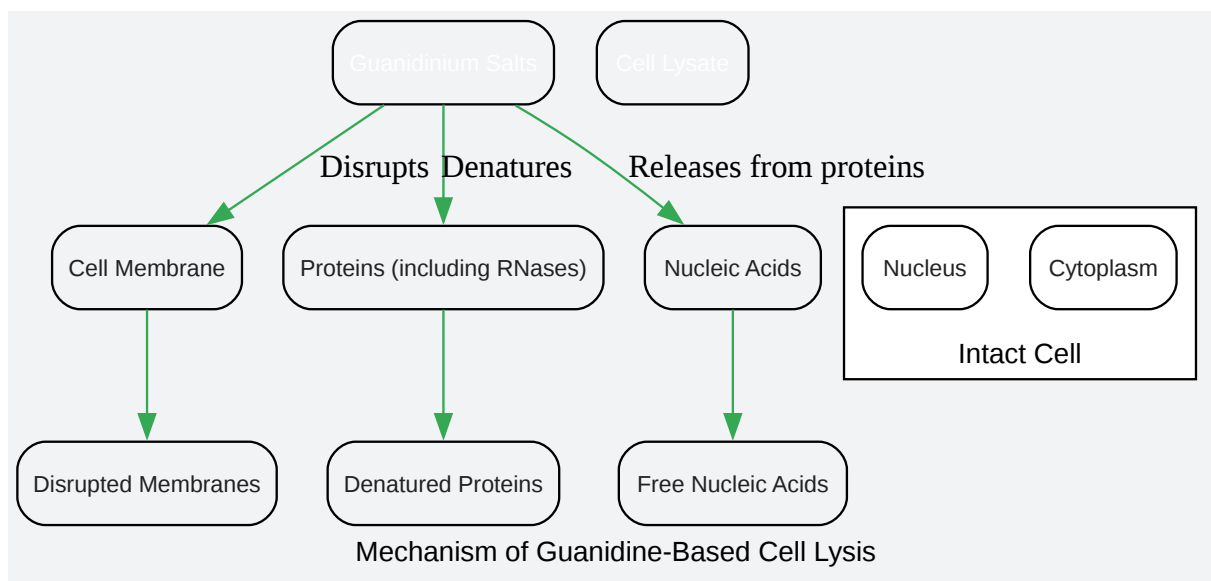 Guanidinium Salts
Cell Lysate
Disrupts
Denatures
Releases from proteins
Cell Membrane
Proteins (including RNases)
Nucleic Acids
Nucleus
Cytoplasm
Intact Cell
Disrupted Membranes
Denatured Proteins
Free Nucleic Acids
Mechanism of Guanidine-Based Cell Lysis